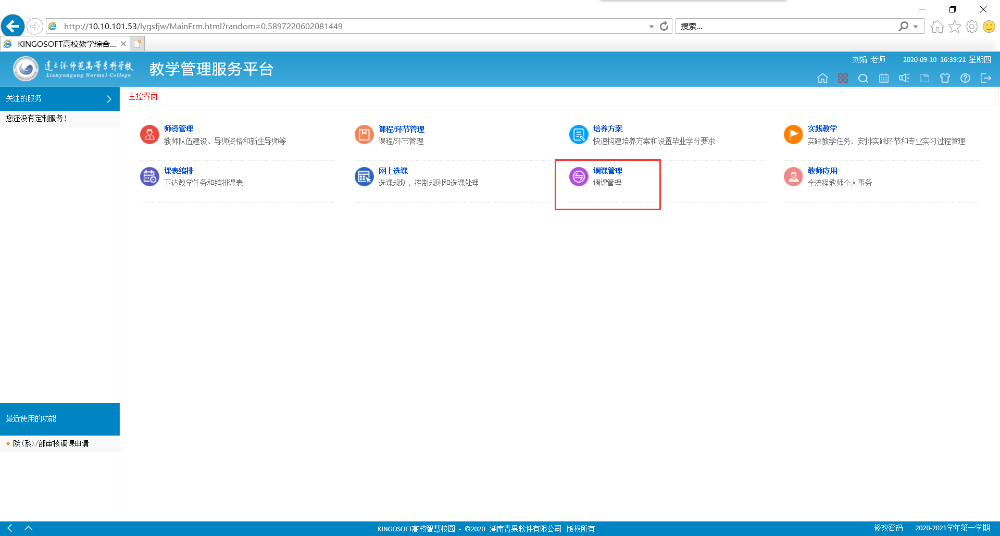 http://10.10.101.53/lygsfjw/MainFrm.html?random=0.5897220602081449
搜索...
KINGOSOFT高校教学综合...
连云港师范高等专科学校
Lianyungang Normal College
教学管理服务平台
刘娟 老师 2020-09-10 16:39:21 星期四
关注的服务
主控界面
您还没有定制服务!
师资管理
教师队伍建设、导师资格和新生导师等
课程/环节管理
课程/环节管理
培养方案
快速构建培养方案和设置毕业学分要求
实践教学
实践教学任务、安排实践环节和专业实习过程管理
课表编排
下达教学任务和编排课表
网上选课
选课规划、控制规则和选课处理
调课管理
调课管理
教师应用
全流程教师个人事务
最近使用的功能
院(系)/部审核调课申请
KINGOSOFT高校智慧校园 - ©2020 湖南青果软件有限公司 版权所有
修改密码 2020-2021学年第一学期